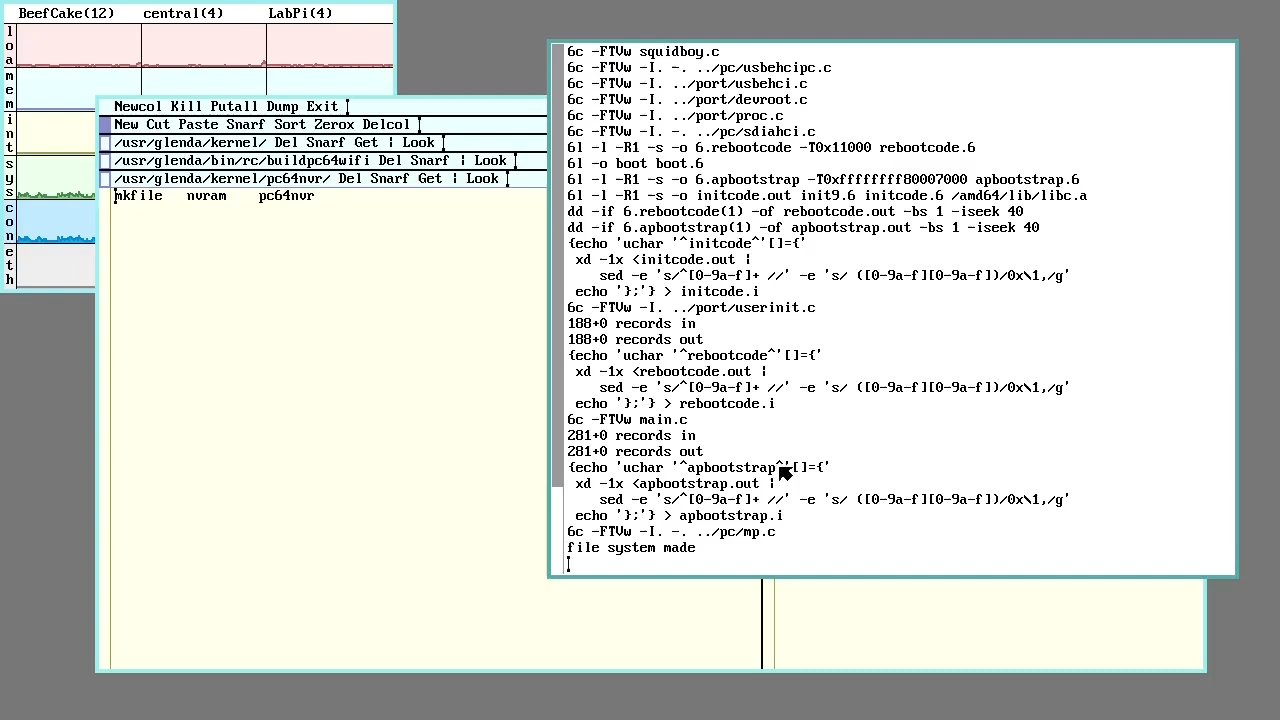 BeefCake(12) central(4) LabPi(4)
loa
mem
int
sys
con
eth
Newcol Kill Putall Dump Exit
New Cut Paste Snarf Sort Zerox Delcol
/usr/glenda/kernel/ Del Snarf Get | Look
/usr/glenda/bin/rc/buildpc64wifi Del Snarf | Look
/usr/glenda/kernel/pc64nvr/ Del Snarf Get | Look
mkfile nvram pc64nvr
6c -FTVw squidboy.c
6c -FTVw -I. -. ../pc/usbehcipc.c
6c -FTVw -I. ../port/usbehci.c
6c -FTVw -I. ../port/devroot.c
6c -FTVw -I. ../port/proc.c
6c -FTVw -I. -. ../pc/sdiahci.c
6l -l -R1 -s -o 6.rebootcode -T0x11000 rebootcode.6
6l -o boot boot.6
6l -l -R1 -s -o 6.apbootstrap -T0xffffffff80007000 apbootstrap.6
6l -l -R1 -s -o initcode.out init9.6 initcode.6 /amd64/lib/libc.a
dd -if 6.rebootcode(1) -of rebootcode.out -bs 1 -iseek 40
dd -if 6.apbootstrap(1) -of apbootstrap.out -bs 1 -iseek 40
{echo 'uchar '^initcode^'[]={'
xd -1x <initcode.out |
sed -e 's/^[0-9a-f]+ //' -e 's/ ([0-9a-f][0-9a-f])/0x\1,/g'
echo '};'} > initcode.i
6c -FTVw -I. ../port/userinit.c
188+0 records in
188+0 records out
{echo 'uchar '^rebootcode^'[]={'
xd -1x <rebootcode.out |
sed -e 's/^[0-9a-f]+ //' -e 's/ ([0-9a-f][0-9a-f])/0x\1,/g'
echo '};'} > rebootcode.i
6c -FTVw main.c
281+0 records in
281+0 records out
{echo 'uchar '^apbootstrap^'[]={'
xd -1x <apbootstrap.out |
sed -e 's/^[0-9a-f]+ //' -e 's/ ([0-9a-f][0-9a-f])/0x\1,/g'
echo '};'} > apbootstrap.i
6c -FTVw -I. -. ../pc/mp.c
file system made